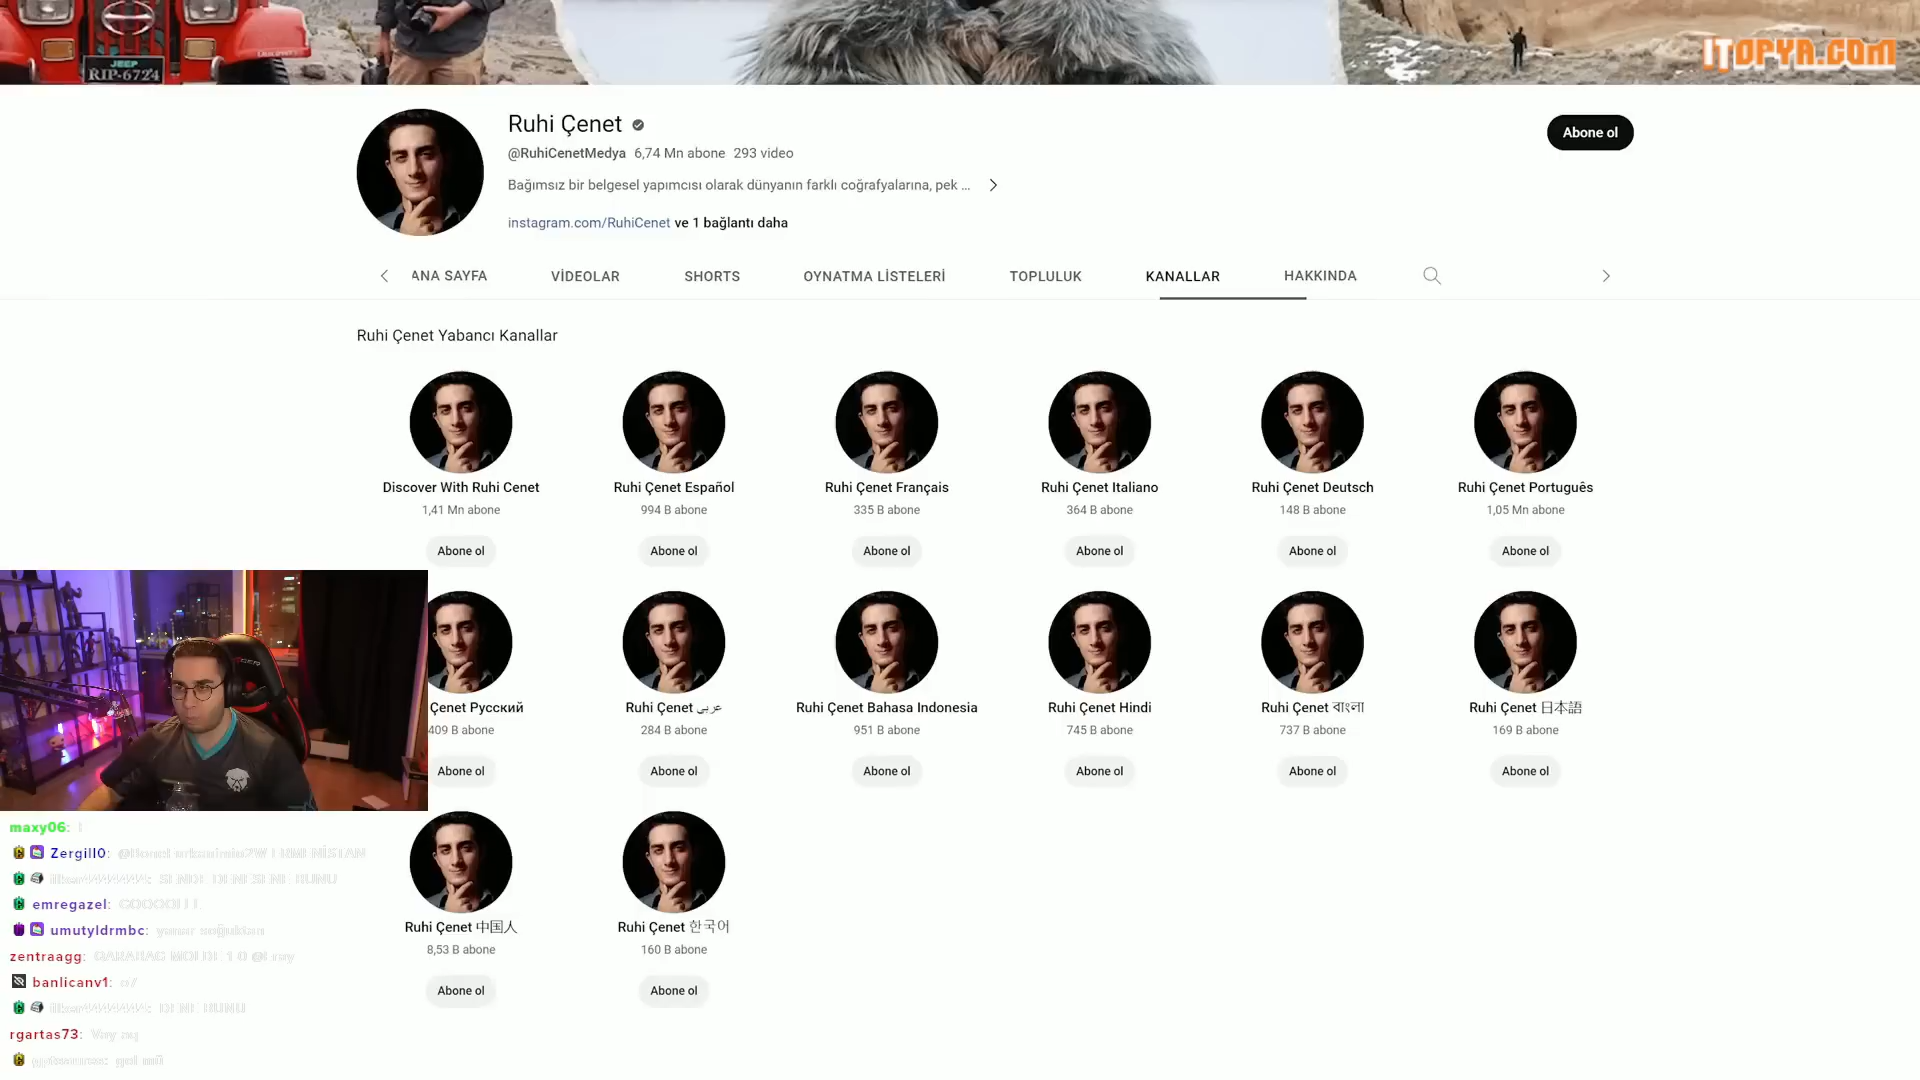 JEEP
RIP-6724
ITOPYA.COM
Ruhi Çenet
@RuhiCenetMedya 6,74 Mn abone 293 video
Abone ol
Bağımsız bir belgesel yapımcısı olarak dünyanın farklı coğrafyalarına, pek ...
instagram.com/RuhiCenet ve 1 bağlantı daha
ANA SAYFA VİDEOLAR SHORTS OYNATMA LİSTELERİ TOPLULUK KANALLAR HAKKINDA
Ruhi Çenet Yabancı Kanallar
Discover With Ruhi Cenet Ruhi Çenet Español Ruhi Çenet Français Ruhi Çenet Italiano Ruhi Çenet Deutsch Ruhi Çenet Português
1,41 Mn abone 994 B abone 335 B abone 364 B abone 148 B abone 1,05 Mn abone
Abone ol Abone ol Abone ol Abone ol Abone ol Abone ol
Çenet Русский Ruhi Çenet عربى Ruhi Çenet Bahasa Indonesia Ruhi Çenet Hindi Ruhi Çenet বাংলা Ruhi Çenet 日本語
409 B abone 284 B abone 951 B abone 745 B abone 737 B abone 169 B abone
Abone ol Abone ol Abone ol Abone ol Abone ol Abone ol
Ruhi Çenet 中国人 Ruhi Çenet 한국어
8,53 B abone 160 B abone
Abone ol Abone ol
maxy06:
Zergill0:
emregazel:
umutyldrmbc:
zentraagg:
banlicanv1: o/
rgartas73: